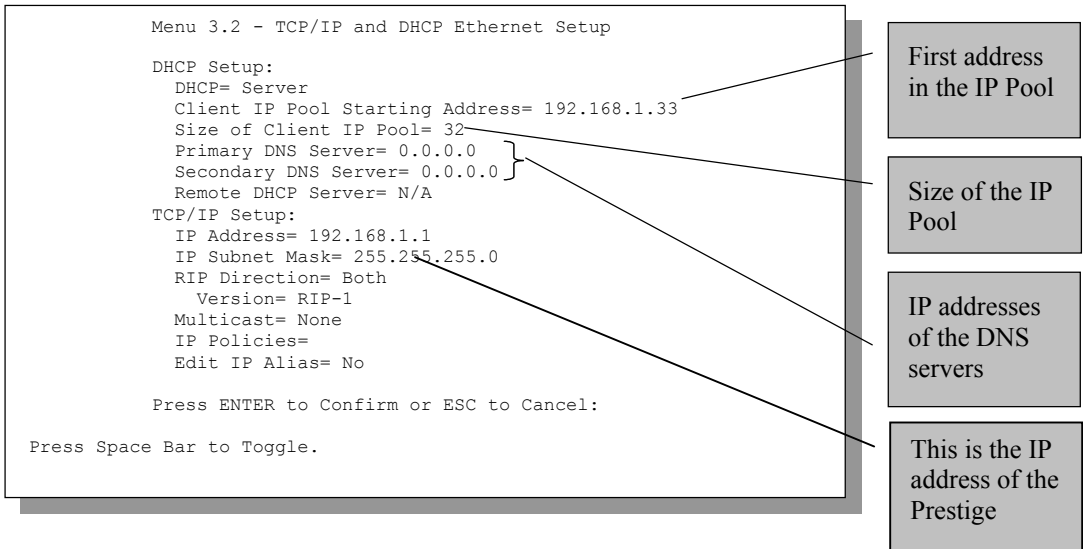 Menu 3.2 - TCP/IP and DHCP Ethernet Setup
DHCP Setup:
DHCP= Server
Client IP Pool Starting Address= 192.168.1.33
Size of Client IP Pool= 32
Primary DNS Server= 0.0.0.0
Secondary DNS Server= 0.0.0.0
Remote DHCP Server= N/A
TCP/IP Setup:
IP Address= 192.168.1.1
IP Subnet Mask= 255.255.255.0
RIP Direction= Both
Version= RIP-1
Multicast= None
IP Policies=
Edit IP Alias= No
Press ENTER to Confirm or ESC to Cancel:
Press Space Bar to Toggle.
First address
in the IP Pool
Size of the IP
Pool
IP addresses
of the DNS
servers
This is the IP
address of the
Prestige